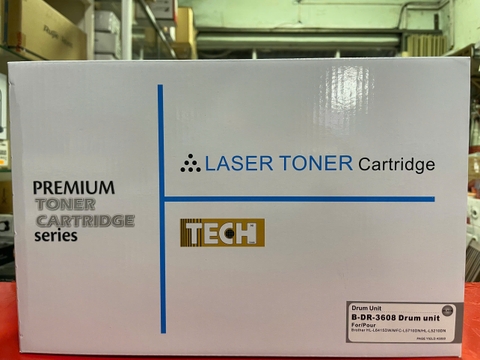 PREMIUM
TONER
CARTRIDGE
series
LASER TONER Cartridge
TECH
Drum Unit
B-DR-3608 Drum unit
For/Pour